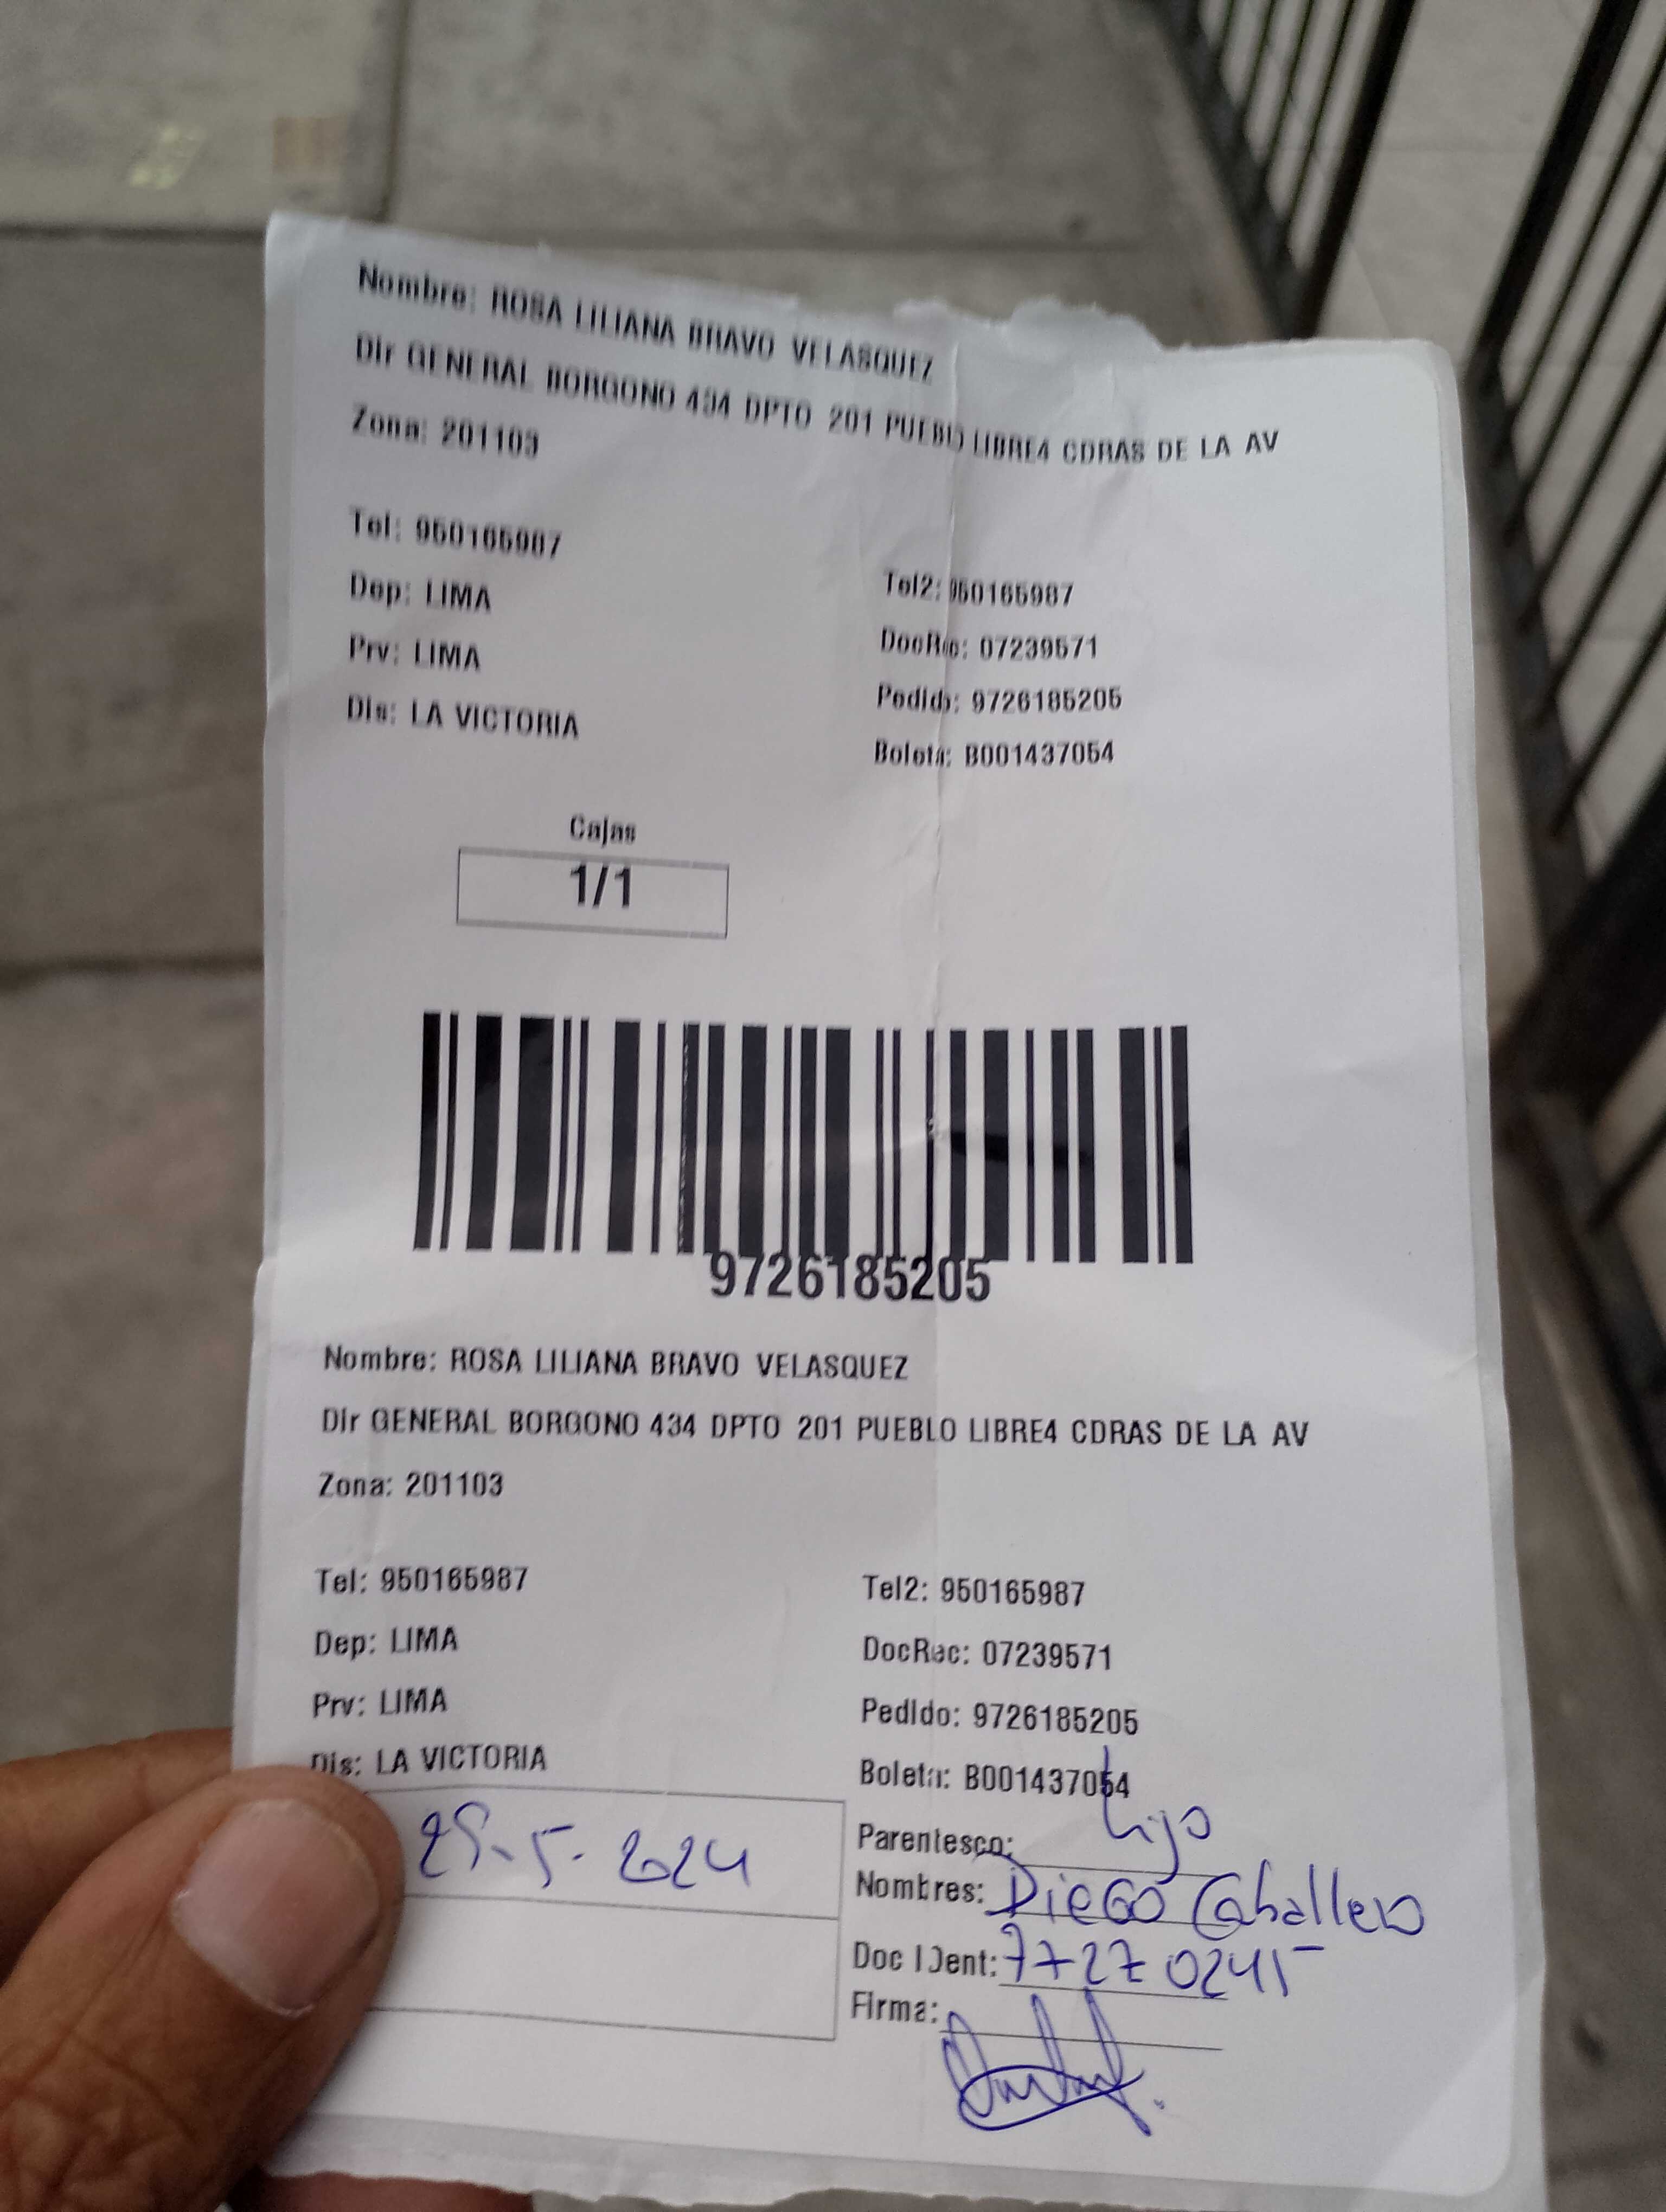 Nombre: ROSA LILIANA BRAVO VELASQUEZ
Dir GENERAL BORGONO 434 DPTO 201 PUEBLO LIBRE4 CDRAS DE LA AV
Zona: 201103
Tel: 950165987
Tel2: 950165987
Dep: LIMA
DocRec: 07239571
Prv: LIMA
Pedido: 9726185205
Dis: LA VICTORIA
Boleta: B001437054
Cajas
1/1
9726185205
Nombre: ROSA LILIANA BRAVO VELASQUEZ
Dir GENERAL BORGONO 434 DPTO 201 PUEBLO LIBRE4 CDRAS DE LA AV
Zona: 201103
Tel: 950165987
Tel2: 950165987
Dep: LIMA
DocRec: 07239571
Prv: LIMA
Pedido: 9726185205
Dis: LA VICTORIA
Boleta: B001437054
Parentesco: hijo
Nombres: Diego Caballero
Doc Ident: 77270245
Firma: